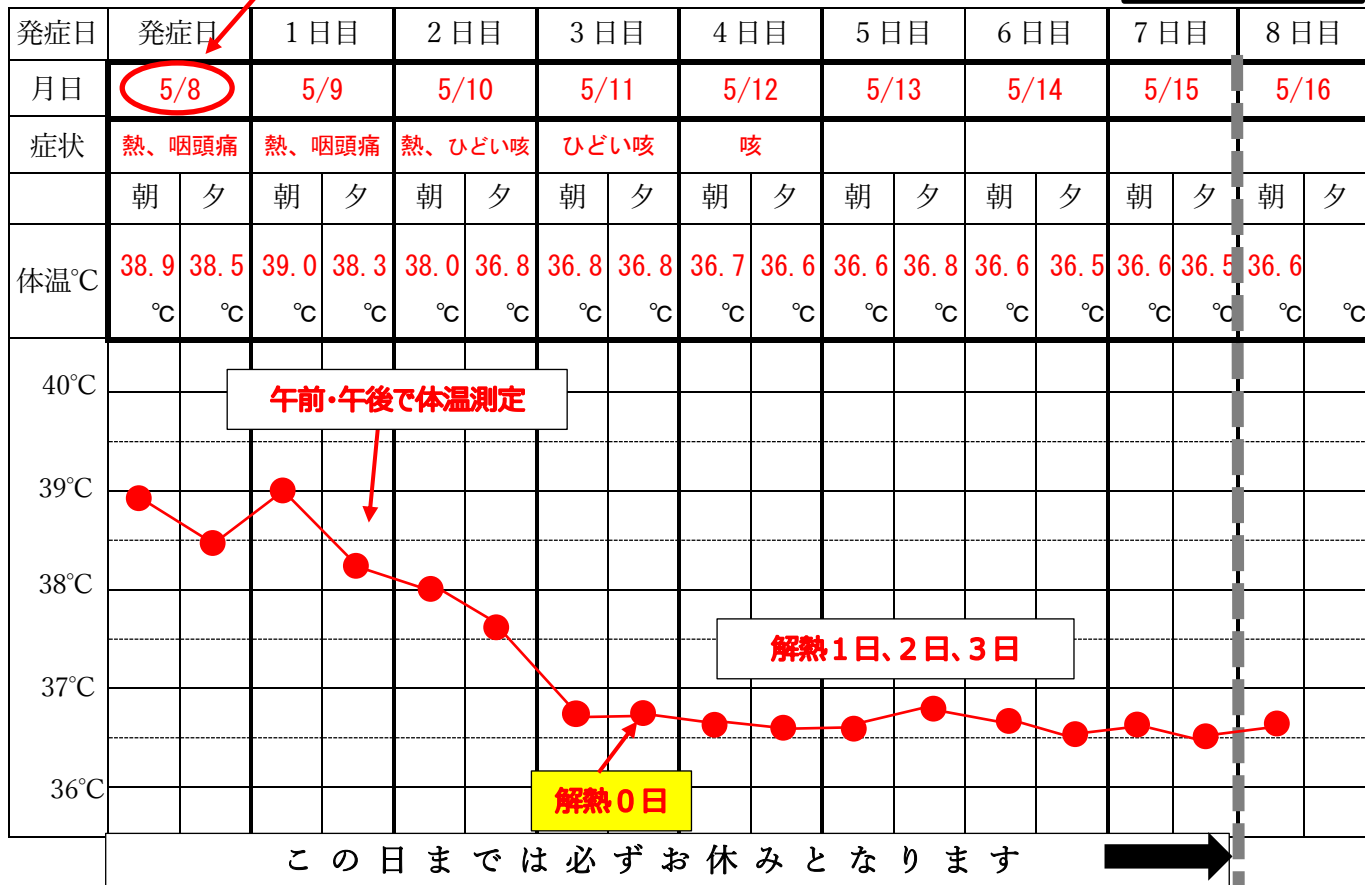 発症日 発症日 1日目 2日目 3日目 4日目 5日目 6日目 7日目 8日目
月日 5/8 5/9 5/10 5/11 5/12 5/13 5/14 5/15 5/16
症状 熱、咽頭痛 熱、咽頭痛 熱、ひどい咳 ひどい咳 咳
朝 夕 朝 夕 朝 夕 朝 夕 朝 夕 朝 夕 朝 夕 朝 夕 朝 夕
体温℃ 38.9 38.5 39.0 38.3 38.0 36.8 36.8 36.8 36.7 36.6 36.6 36.8 36.6 36.5 36.6 36.5 36.6
℃ ℃ ℃ ℃ ℃ ℃ ℃ ℃ ℃ ℃ ℃ ℃ ℃ ℃ ℃ ℃ ℃ ℃
40℃
午前・午後で体温測定
39℃
38℃
解熱1日、2日、3日
37℃
36℃
解熱0日
この日までは必ずお休みとなります